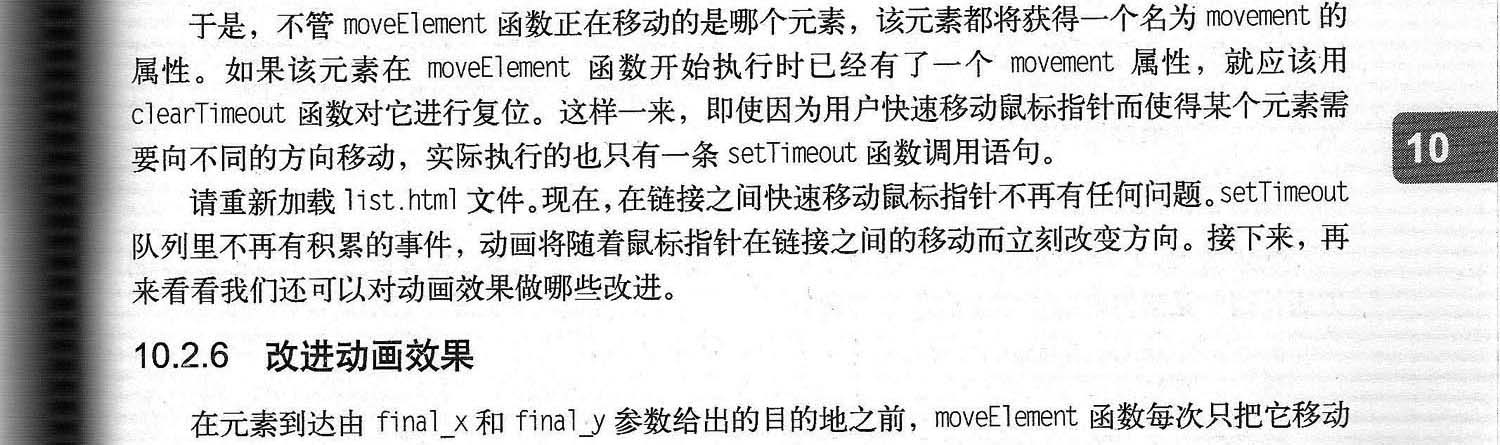 于是，不管 moveElement 函数正在移动的是哪个元素，该元素都将获得一个名为 movement 的
属性。如果该元素在 moveElement 函数开始执行时已经有了一个 movement 属性，就应该用
clearTimeout 函数对它进行复位。这样一来，即使因为用户快速移动鼠标指针而使得某个元素需
要向不同的方向移动，实际执行的也只有一条 setTimeout 函数调用语句。
10
请重新加载 list.html 文件。现在，在链接之间快速移动鼠标指针不再有任何问题。setTimeout
队列里不再有积累的事件，动画将随着鼠标指针在链接之间的移动而立刻改变方向。接下来，再
来看看我们还可以对动画效果做哪些改进。
10.2.6 改进动画效果
在元素到达由 final_x 和 final_y 参数给出的目的地之前，moveElement 函数每次只把它移动